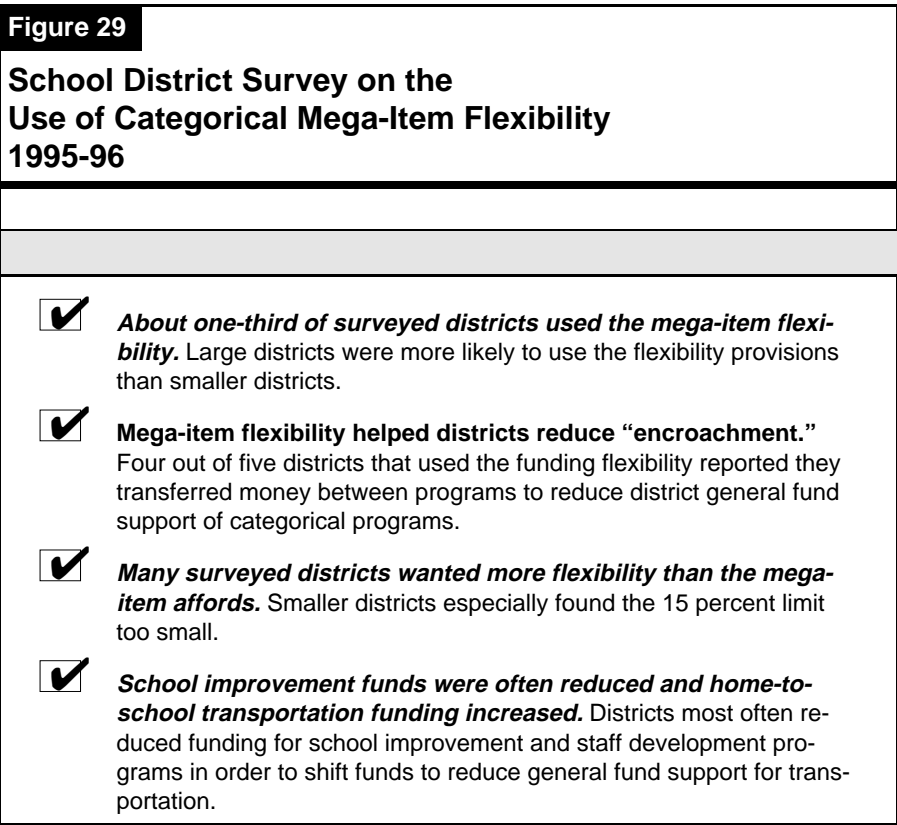 Figure 29
School District Survey on the
Use of Categorical Mega-Item Flexibility
1995-96
About one-third of surveyed districts used the mega-item flexi-
bility. Large districts were more likely to use the flexibility provisions
than smaller districts.
Mega-item flexibility helped districts reduce “encroachment.”
Four out of five districts that used the funding flexibility reported they
transferred money between programs to reduce district general fund
support of categorical programs.
Many surveyed districts wanted more flexibility than the mega-
item affords. Smaller districts especially found the 15 percent limit
too small.
School improvement funds were often reduced and home-to-
school transportation funding increased. Districts most often re-
duced funding for school improvement and staff development pro-
grams in order to shift funds to reduce general fund support for trans-
portation.